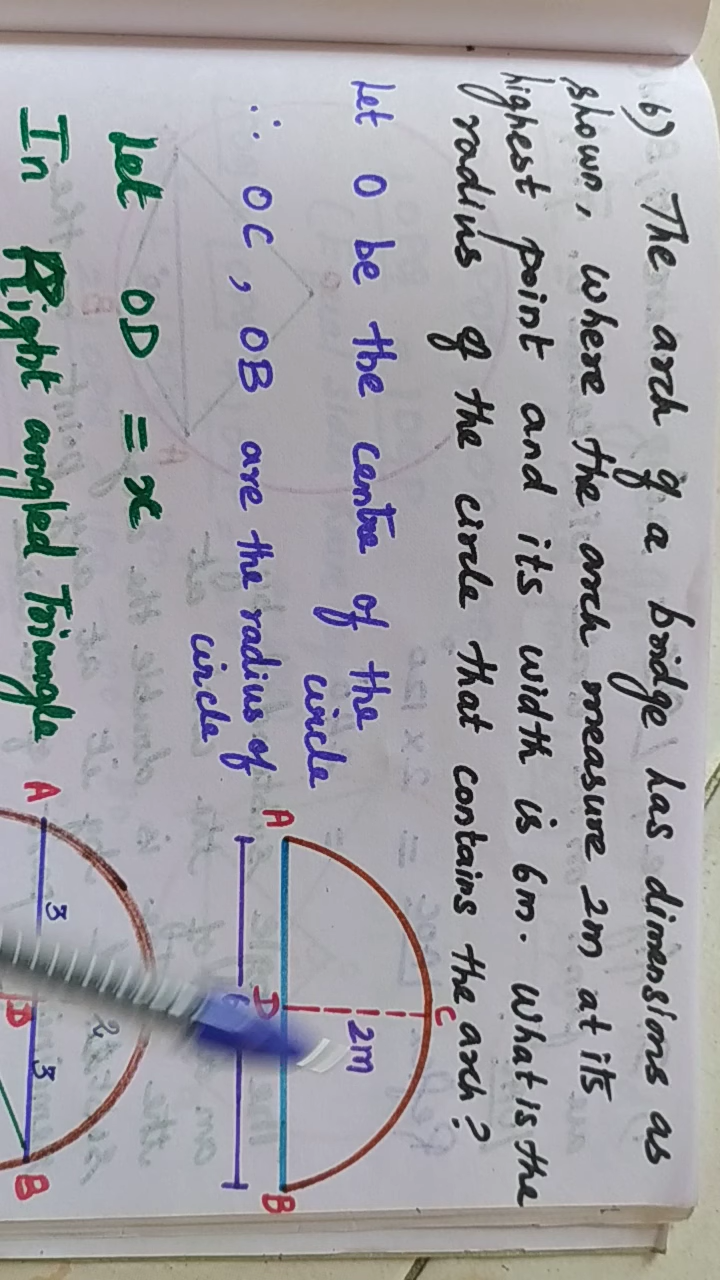 b) The arch of a bridge has dimensions as
shown, where the arch measure 2m at its
highest point and its width is 6m. What is the
radius of the circle that contains the arch?
Let O be the centre of the
circle
∴ OC, OB are the radius of
circle
Let OD = x
In Right angled Triangle
C
2m
A
D
B
A
3
D
3
B
2